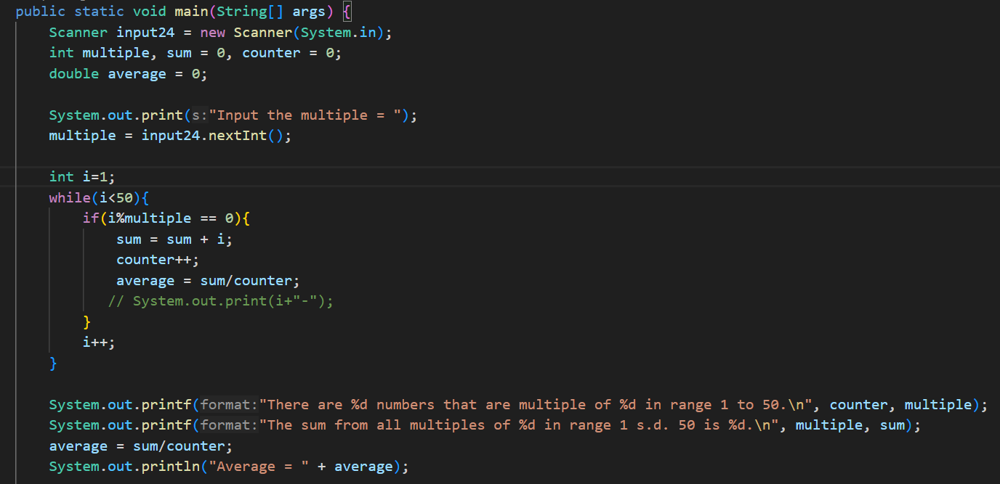 public static void main(String[] args) {
Scanner input24 = new Scanner(System.in);
int multiple, sum = 0, counter = 0;
double average = 0;
System.out.print(s:"Input the multiple = ");
multiple = input24.nextInt();
int i=1;
while(i<50){
if(i%multiple == 0){
sum = sum + i;
counter++;
average = sum/counter;
// System.out.print(i+"-");
}
i++;
}
System.out.printf(format:"There are %d numbers that are multiple of %d in range 1 to 50.\n", counter, multiple);
System.out.printf(format:"The sum from all multiples of %d in range 1 s.d. 50 is %d.\n", multiple, sum);
average = sum/counter;
System.out.println("Average = " + average);